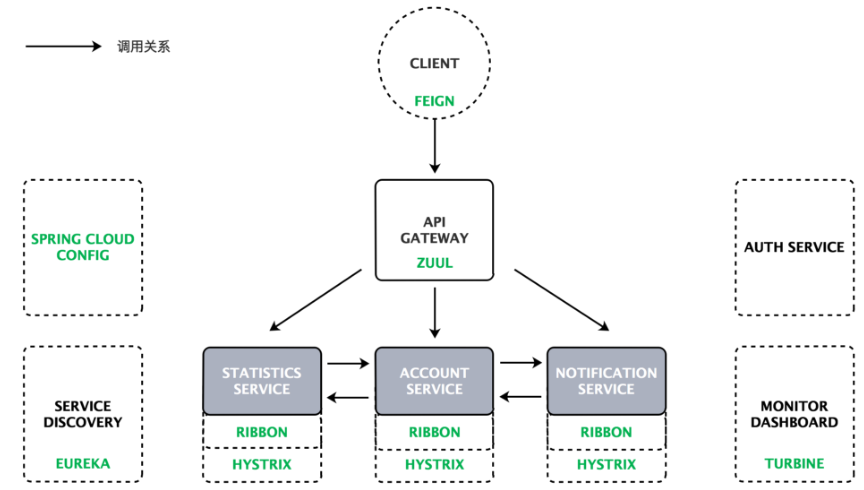 调用关系
CLIENT
FEIGN
SPRING CLOUD
CONFIG
API
GATEWAY
ZUUL
AUTH SERVICE
SERVICE
DISCOVERY
EUREKA
STATISTICS
SERVICE
RIBBON
HYSTRIX
ACCOUNT
SERVICE
RIBBON
HYSTRIX
NOTIFICATION
SERVICE
RIBBON
HYSTRIX
MONITOR
DASHBOARD
TURBINE